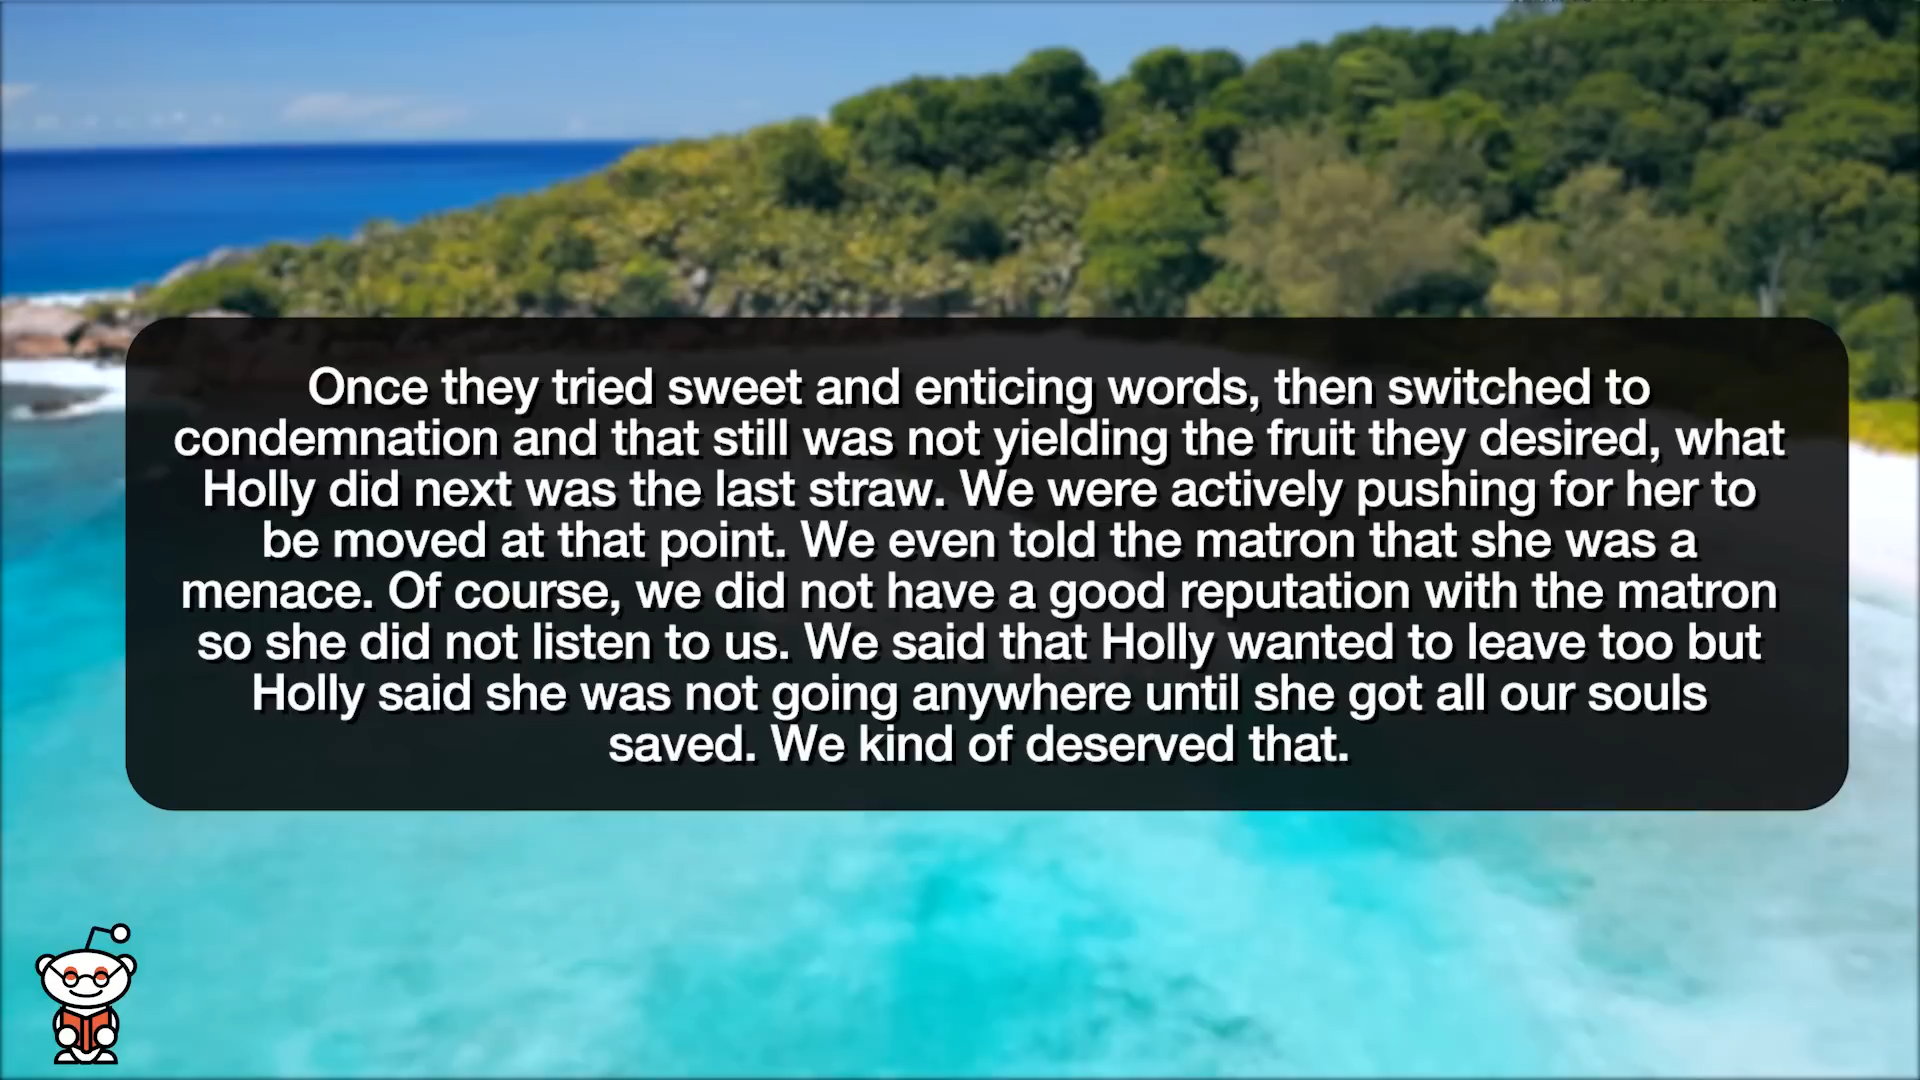 Once they tried sweet and enticing words, then switched to
condemnation and that still was not yielding the fruit they desired, what
Holly did next was the last straw. We were actively pushing for her to
be moved at that point. We even told the matron that she was a
menace. Of course, we did not have a good reputation with the matron
so she did not listen to us. We said that Holly wanted to leave too but
Holly said she was not going anywhere until she got all our souls
saved. We kind of deserved that.